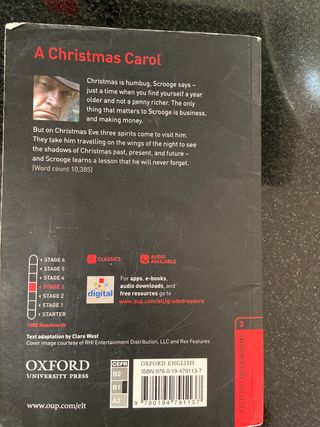 A Christmas Carol
Christmas is humbug, Scrooge says –
just a time when you find yourself a year
older and not a penny richer. The only
thing that matters to Scrooge is business,
and making money.
But on Christmas Eve three spirits come to visit him.
They take him travelling on the wings of the night to see
the shadows of Christmas past, present, and future –
and Scrooge learns a lesson that he will never forget.
[Word count 10,385]
< STAGE 6
< STAGE 5
< STAGE 4
< STAGE 3
< STAGE 2
< STAGE 1
< STARTER
1000 Headwords
CLASSICS
AUDIO
AVAILABLE
digital
For apps, e-books,
audio downloads, and
free resources go to
www.oup.com/elt/gradedreaders
Text adaptation by Clare West
Cover image courtesy of RHI Entertainment Distribution, LLC and Rex Features
OXFORD
UNIVERSITY PRESS
www.oup.com/elt
CEFR
B2
B1
A2
OXFORD ENGLISH
ISBN 978-0-19-479113-7
9 780194 791137
3